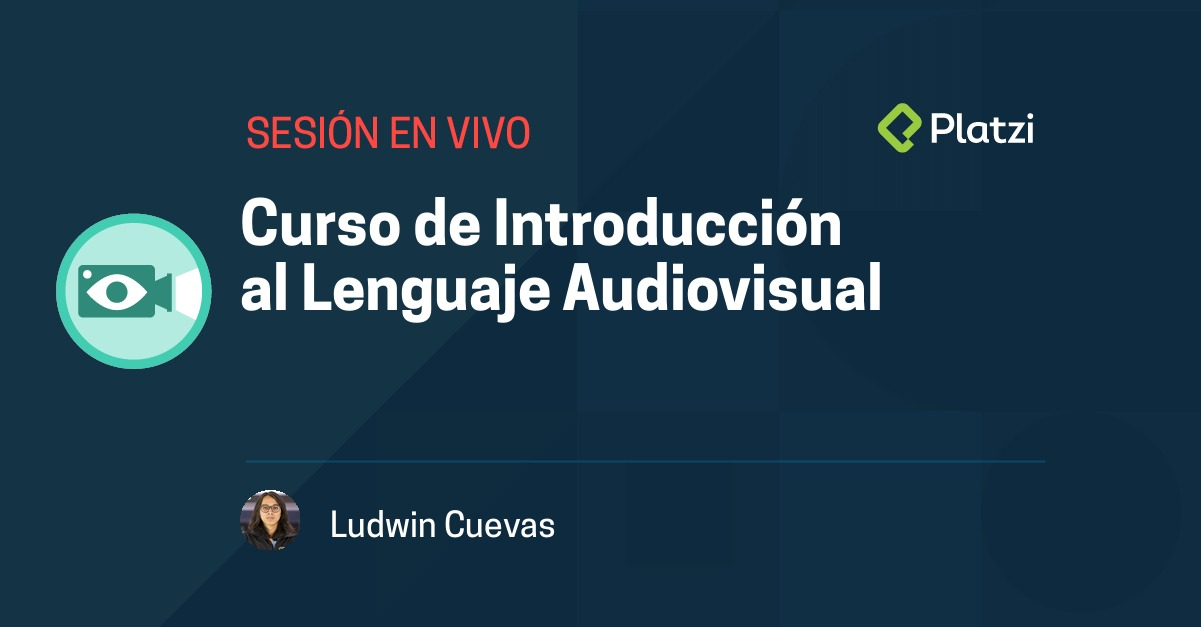 SESIÓN EN VIVO
Platzi
Curso de Introducción
al Lenguaje Audiovisual
Ludwin Cuevas